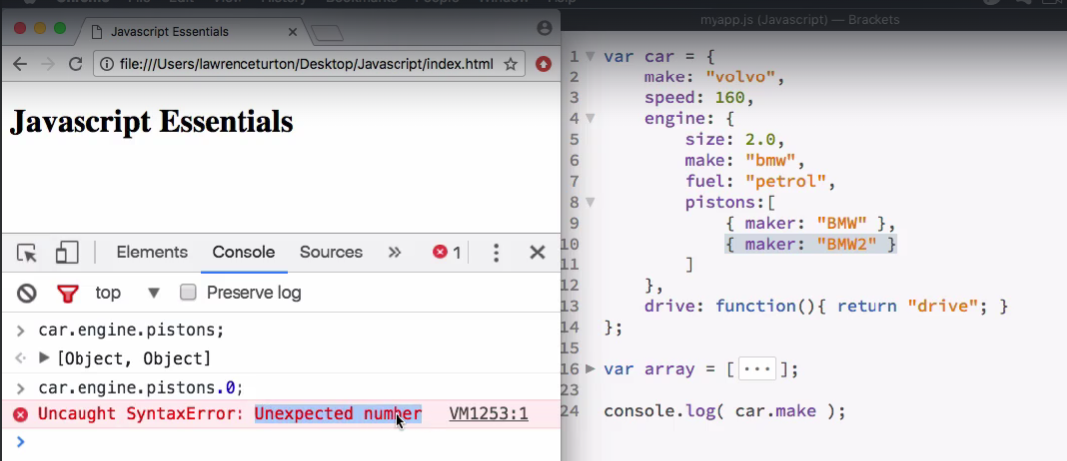 myapp.js (Javascript) — Brackets
Javascript Essentials
file:///Users/lawrenceturton/Desktop/Javascript/index.html
Javascript Essentials
Elements Console Sources » 1
top Preserve log
car.engine.pistons;
[Object, Object]
car.engine.pistons.0;
Uncaught SyntaxError: Unexpected number VM1253:1
1 var car = {
2 make: "volvo",
3 speed: 160,
4 engine: {
5 size: 2.0,
6 make: "bmw",
7 fuel: "petrol",
8 pistons:[
9 { maker: "BMW" },
10 { maker: "BMW2" }
11 ]
12 },
13 drive: function(){ return "drive"; }
14 };
15
16 var array = [...];
23
24 console.log( car.make );